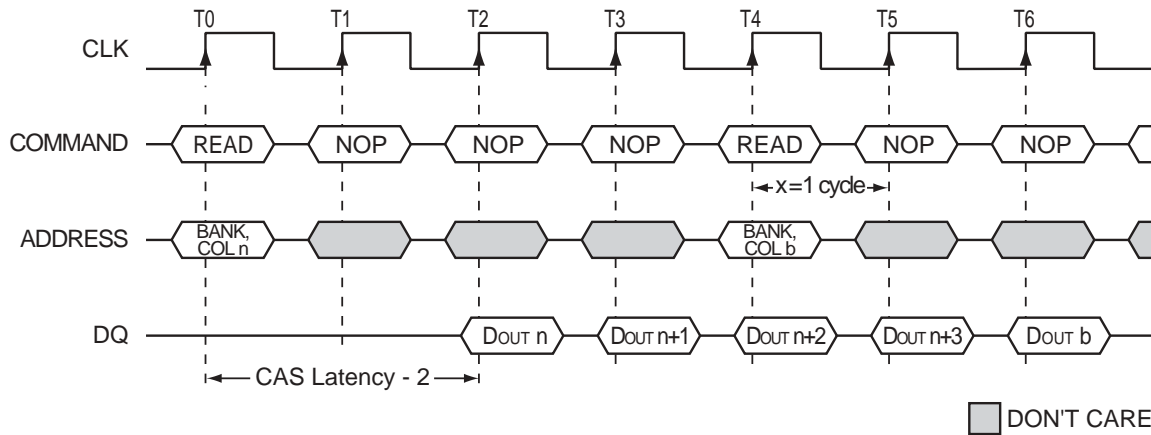 T0 T1 T2 T3 T4 T5 T6
CLK
COMMAND READ NOP NOP NOP READ NOP NOP
x=1 cycle
ADDRESS BANK, COL n BANK, COL b
DQ DOUT n DOUT n+1 DOUT n+2 DOUT n+3 DOUT b
CAS Latency - 2
DON'T CARE